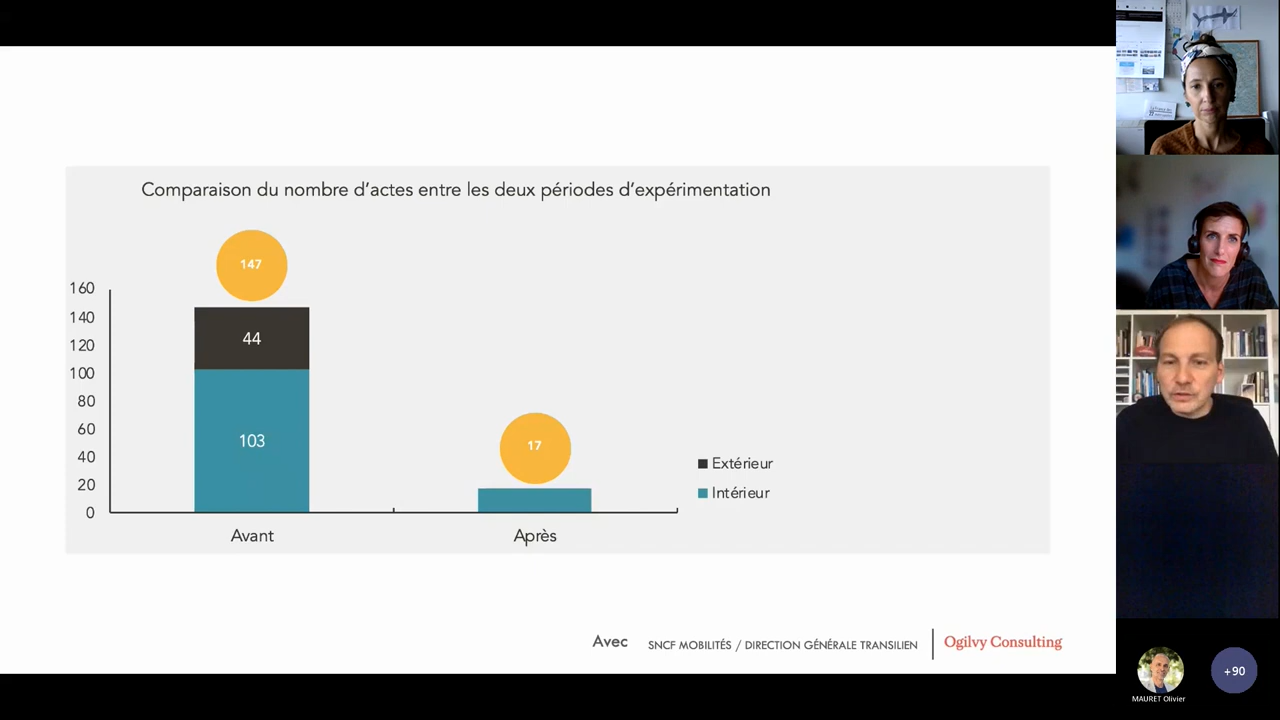 Comparaison du nombre d’actes entre les deux périodes d’expérimentation
147
160
140
120
100
80
60
40
20
0
44
103
17
Extérieur
Intérieur
Avant
Après
Avec SNCF MOBILITÉS / DIRECTION GÉNÉRALE TRANSILIEN Ogilvy Consulting
MAURET Olivier
+90